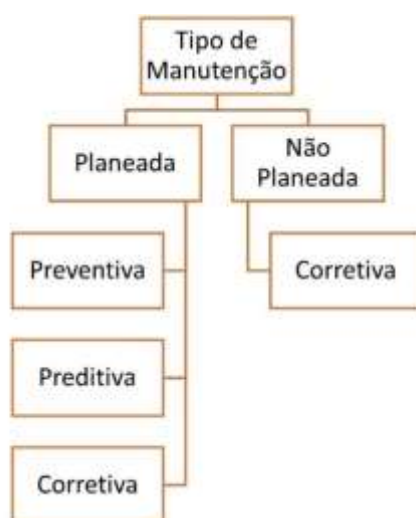 Tipo de
Manutenção
Planeada
Não
Planeada
Preventiva
Corretiva
Preditiva
Corretiva